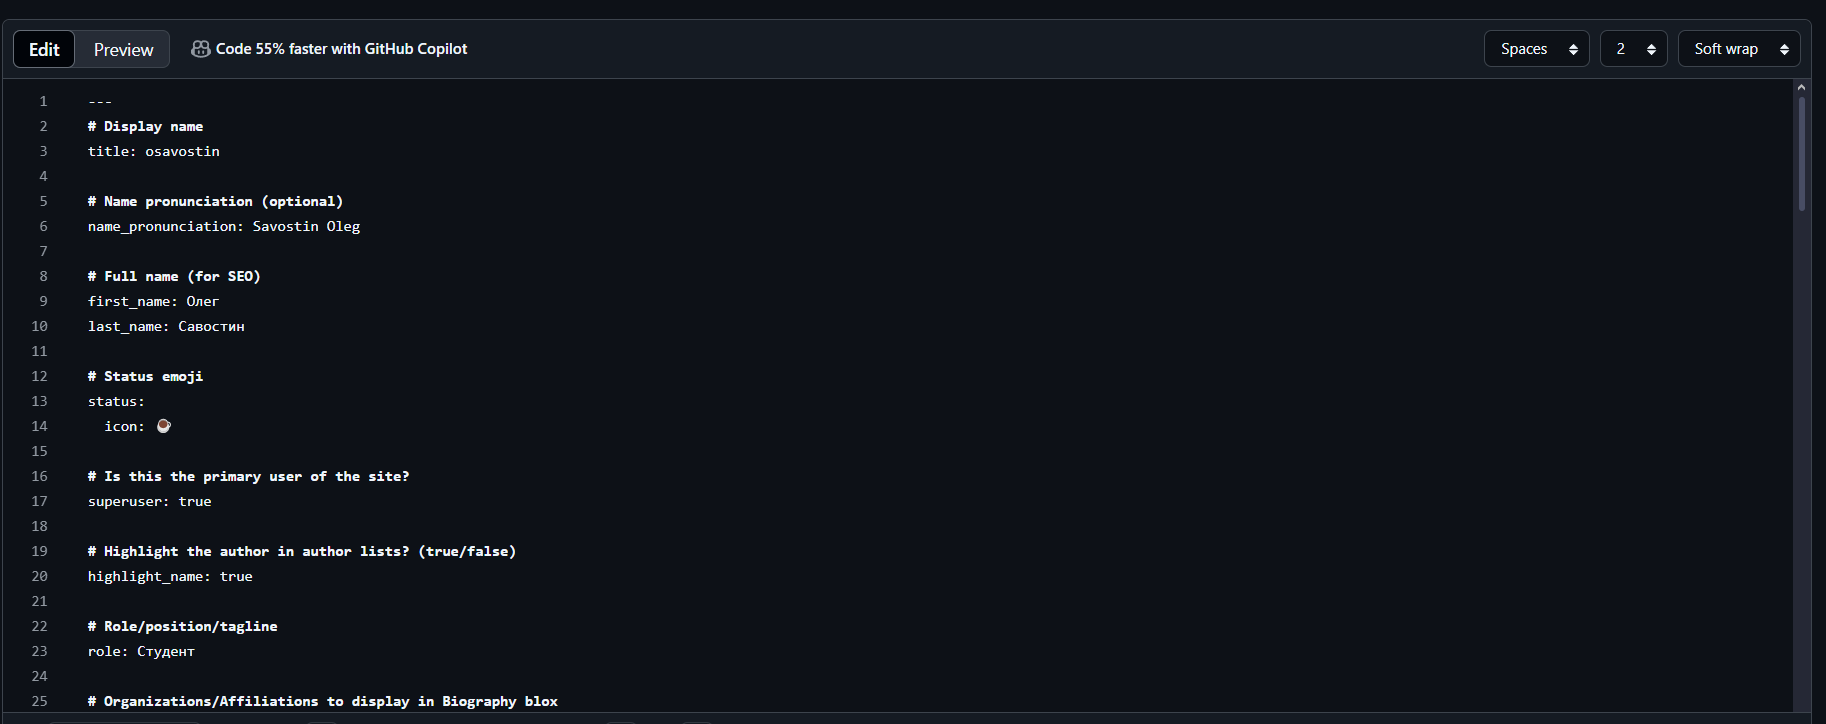 Edit Preview Code 55% faster with GitHub Copilot Spaces 2 Soft wrap
1 ---
2 # Display name
3 title: osavostin
4
5 # Name pronunciation (optional)
6 name_pronunciation: Savostin Oleg
7
8 # Full name (for SEO)
9 first_name: Олег
10 last_name: Савостин
11
12 # Status emoji
13 status:
14 icon: ☕
15
16 # Is this the primary user of the site?
17 superuser: true
18
19 # Highlight the author in author lists? (true/false)
20 highlight_name: true
21
22 # Role/position/tagline
23 role: Студент
24
25 # Organizations/Affiliations to display in Biography blox